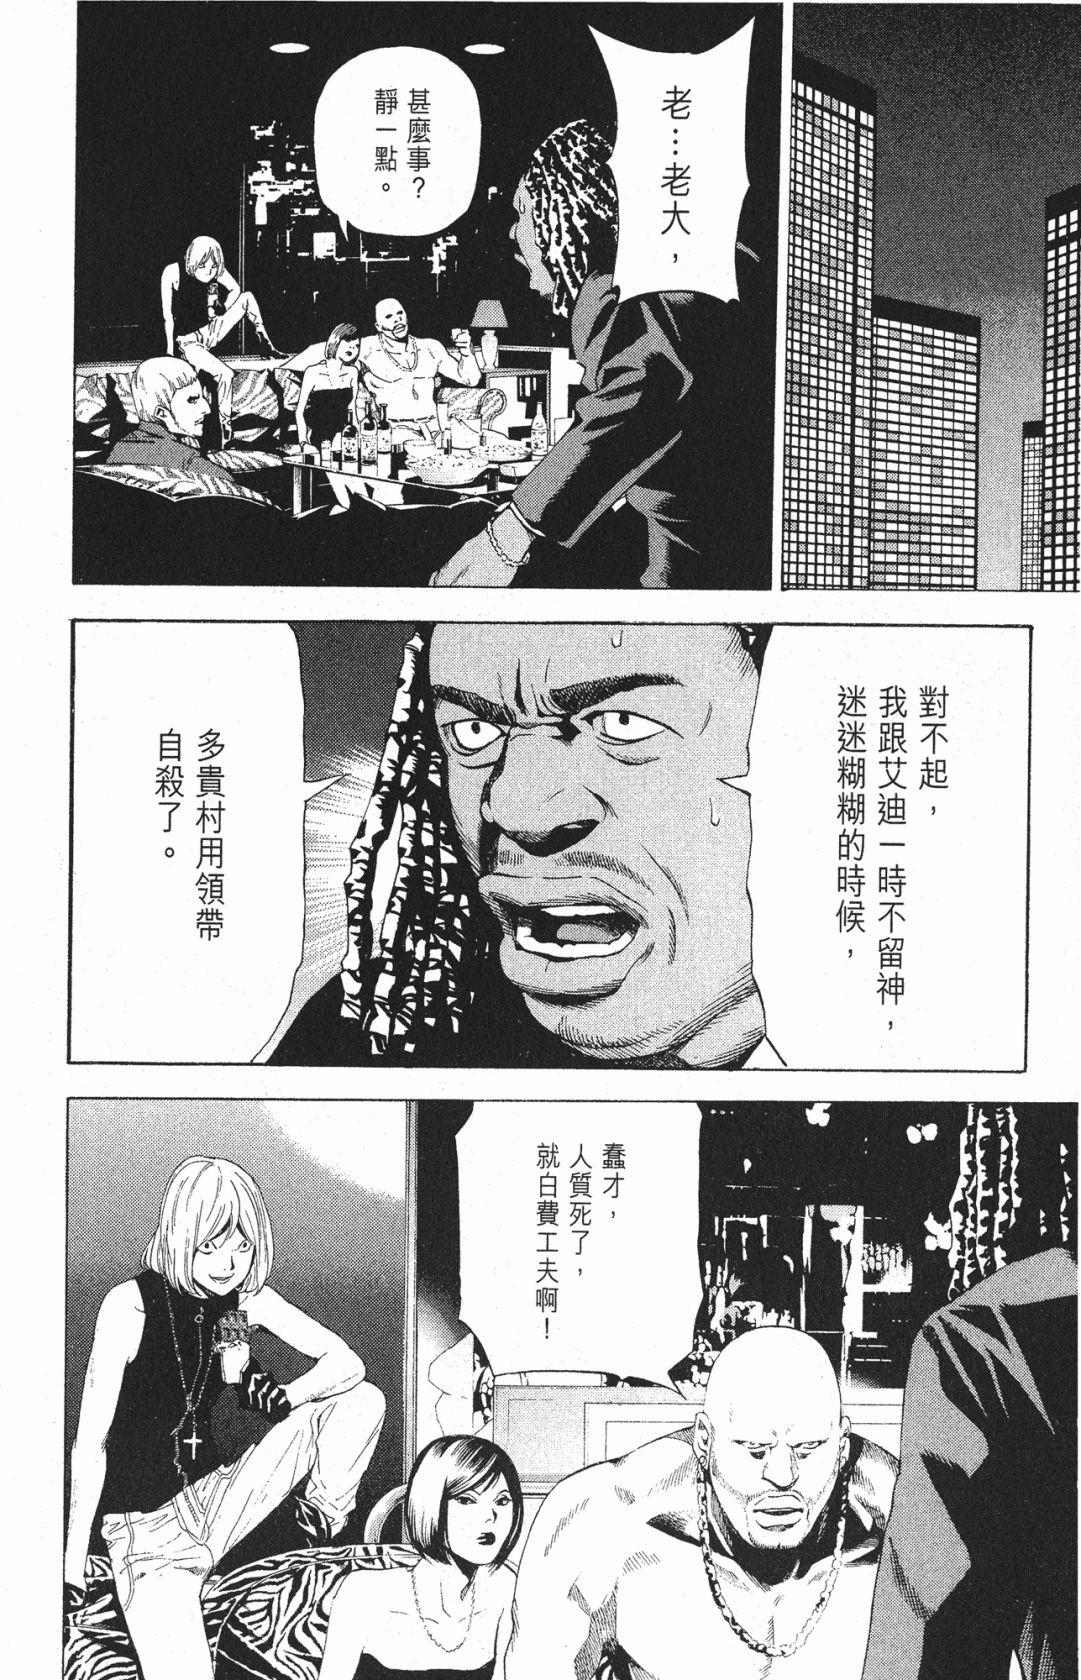 老…老大，
甚麼事？
靜一點。
對不起，
我跟艾迪一時不留神，
迷迷糊糊的時候，
多貴村用領帶
自殺了。
蠢才，
人質死了，
就白費工夫啊！